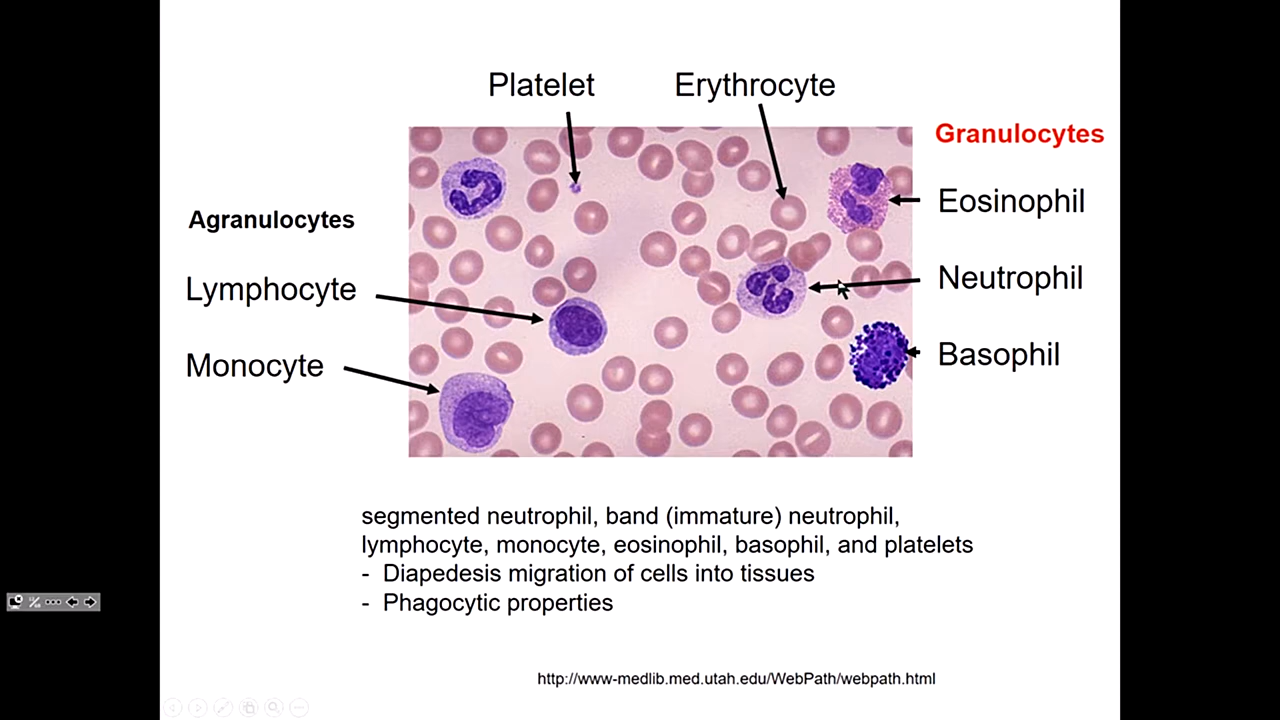 Platelet
Erythrocyte
Granulocytes
Eosinophil
Agranulocytes
Neutrophil
Lymphocyte
Basophil
Monocyte
segmented neutrophil, band (immature) neutrophil,
lymphocyte, monocyte, eosinophil, basophil, and platelets
- Diapedesis migration of cells into tissues
- Phagocytic properties
http://www-medlib.med.utah.edu/WebPath/webpath.html